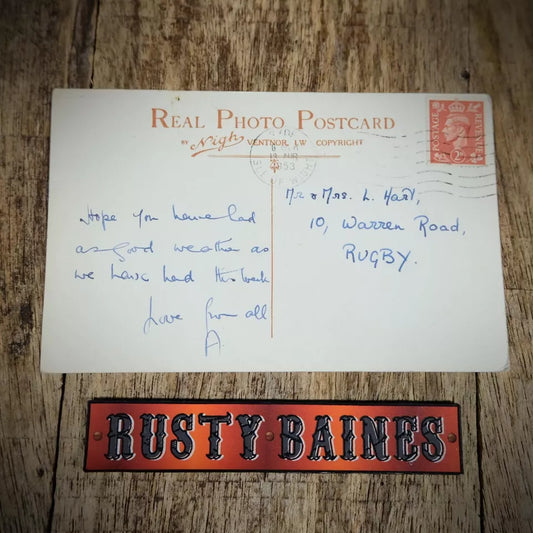 REAL PHOTO POSTCARD
BY Nigh VENTNOR, I.W COPYRIGHT
1953
POSTAGE
REVENUE
2D
Hope you have had
as good weather as
we have had this week
Love from all
A.
Mr & Mrs. L. Hart,
10, Warren Road,
RUGBY.
RUSTY BAINES